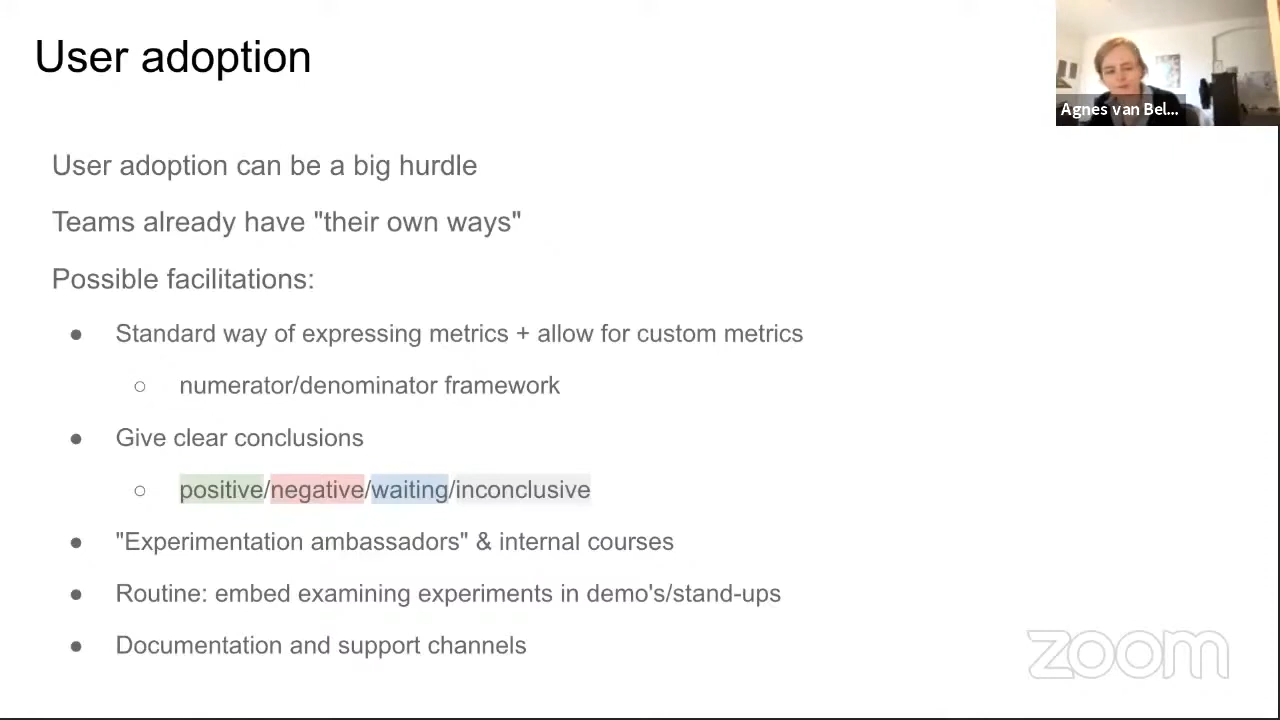 User adoption
Agnes van Bel...
User adoption can be a big hurdle
Teams already have "their own ways"
Possible facilitations:
● Standard way of expressing metrics + allow for custom metrics
○ numerator/denominator framework
● Give clear conclusions
○ positive/negative/waiting/inconclusive
● "Experimentation ambassadors" & internal courses
● Routine: embed examining experiments in demo's/stand-ups
● Documentation and support channels
zoom